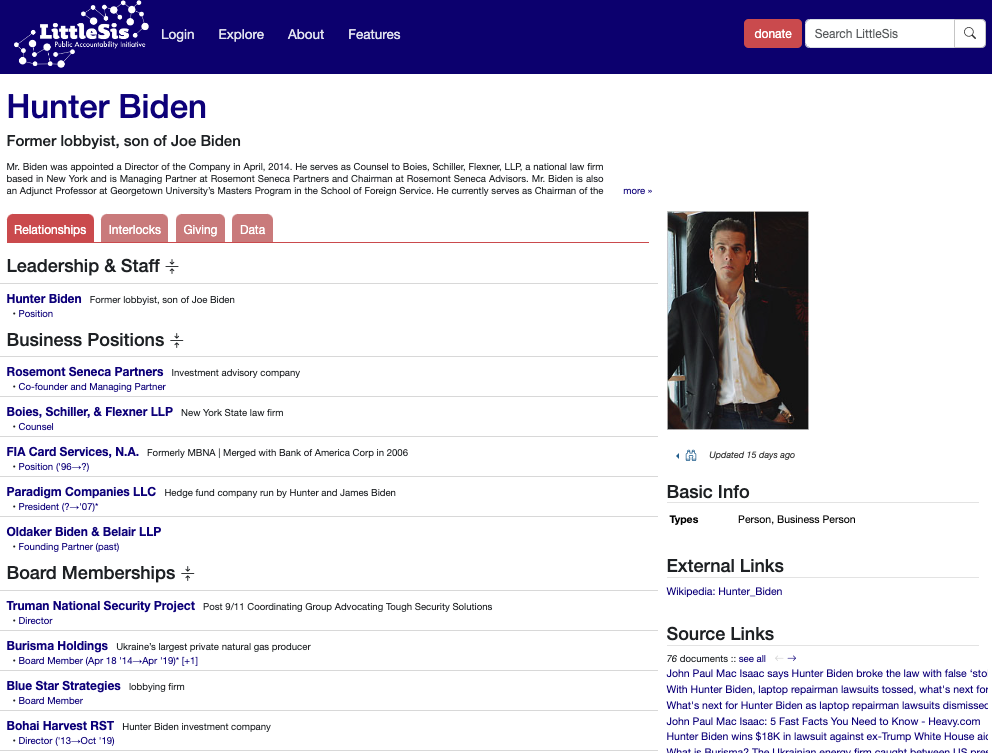 LittleSis
Public Accountability Initiative
Login Explore About Features
donate
Search LittleSis
Hunter Biden
Former lobbyist, son of Joe Biden
Mr. Biden was appointed a Director of the Company in April, 2014. He serves as Counsel to Boies, Schiller, Flexner, LLP, a national law firm
based in New York and is Managing Partner at Rosemont Seneca Partners and Chairman at Rosemont Seneca Advisors. Mr. Biden is also
an Adjunct Professor at Georgetown University's Masters Program in the School of Foreign Service. He currently serves as Chairman of the
more »
Relationships Interlocks Giving Data
Leadership & Staff
Hunter Biden Former lobbyist, son of Joe Biden
• Position
Business Positions
Rosemont Seneca Partners Investment advisory company
• Co-founder and Managing Partner
Boies, Schiller, & Flexner LLP New York State law firm
• Counsel
FIA Card Services, N.A. Formerly MBNA | Merged with Bank of America Corp in 2006
• Position ('96→?)
Paradigm Companies LLC Hedge fund company run by Hunter and James Biden
• President (?→'07)*
Oldaker Biden & Belair LLP
• Founding Partner (past)
Board Memberships
Truman National Security Project Post 9/11 Coordinating Group Advocating Tough Security Solutions
• Director
Burisma Holdings Ukraine's largest private natural gas producer
• Board Member (Apr 18 '14→Apr '19)* [+1]
Blue Star Strategies lobbying firm
• Board Member
Bohai Harvest RST Hunter Biden investment company
• Director ('13→Oct '19)
Updated 15 days ago
Basic Info
Types Person, Business Person
External Links
Wikipedia: Hunter_Biden
Source Links
76 documents :: see all ← →
John Paul Mac Isaac says Hunter Biden broke the law with false 'sto
With Hunter Biden, laptop repairman lawsuits tossed, what's next for
What's next for Hunter Biden as laptop repairman lawsuits dismissed
John Paul Mac Isaac: 5 Fast Facts You Need to Know - Heavy.com
Hunter Biden wins $18K in lawsuit against ex-Trump White House aid
What is Burisma? The Ukrainian energy firm caught between US pre